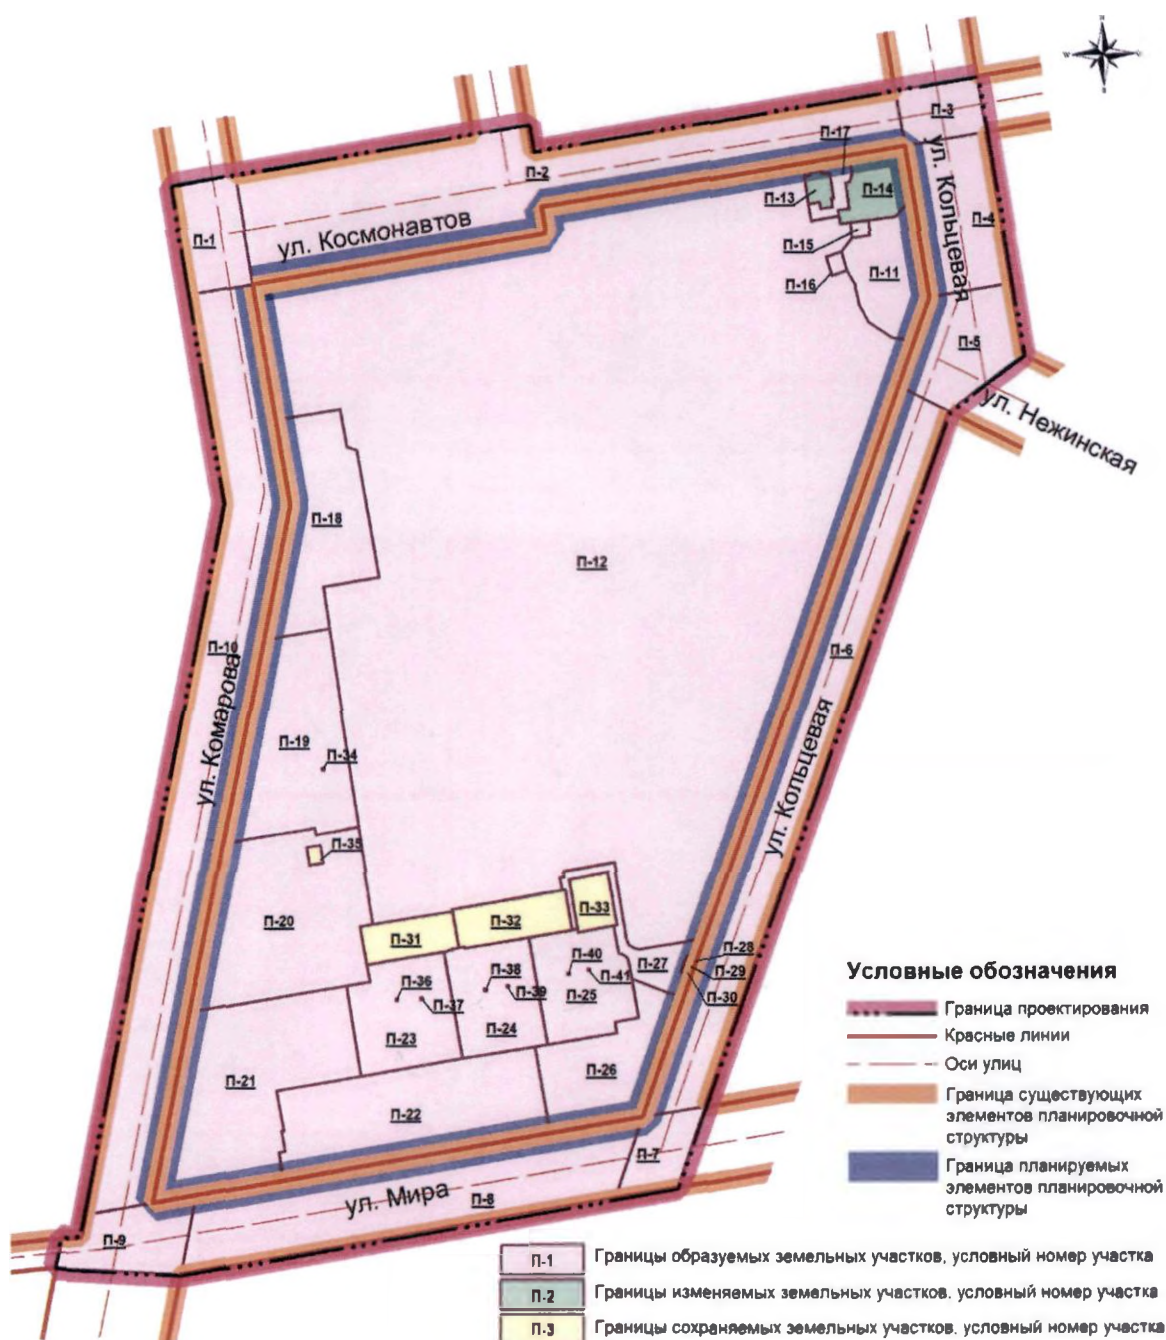 П-3
П-17
П-2
П-13
П-14
ул. Кольцевая
П-4
П-1
ул. Космонавтов
П-15
П-11
П-16
П-5
ул. Нежинская
П-18
П-12
П-10
П-6
ул. Комарова
П-19
П-34
ул. Кольцевая
П-35
П-20
П-33
П-32
П-31
П-28
П-40
П-27
П-29
П-36
П-38
П-41
П-30
П-37
П-39
П-25
П-23
П-24
П-21
П-26
П-22
П-7
ул. Мира
П-8
П-9
Условные обозначения
Граница проектирования
Красные линии
Оси улиц
Граница существующих
элементов планировочной
структуры
Граница планируемых
элементов планировочной
структуры
П-1 Границы образуемых земельных участков, условный номер участка
П-2 Границы изменяемых земельных участков. условный номер участка
П-3 Границы сохраняемых земельных участков. условный номер участка